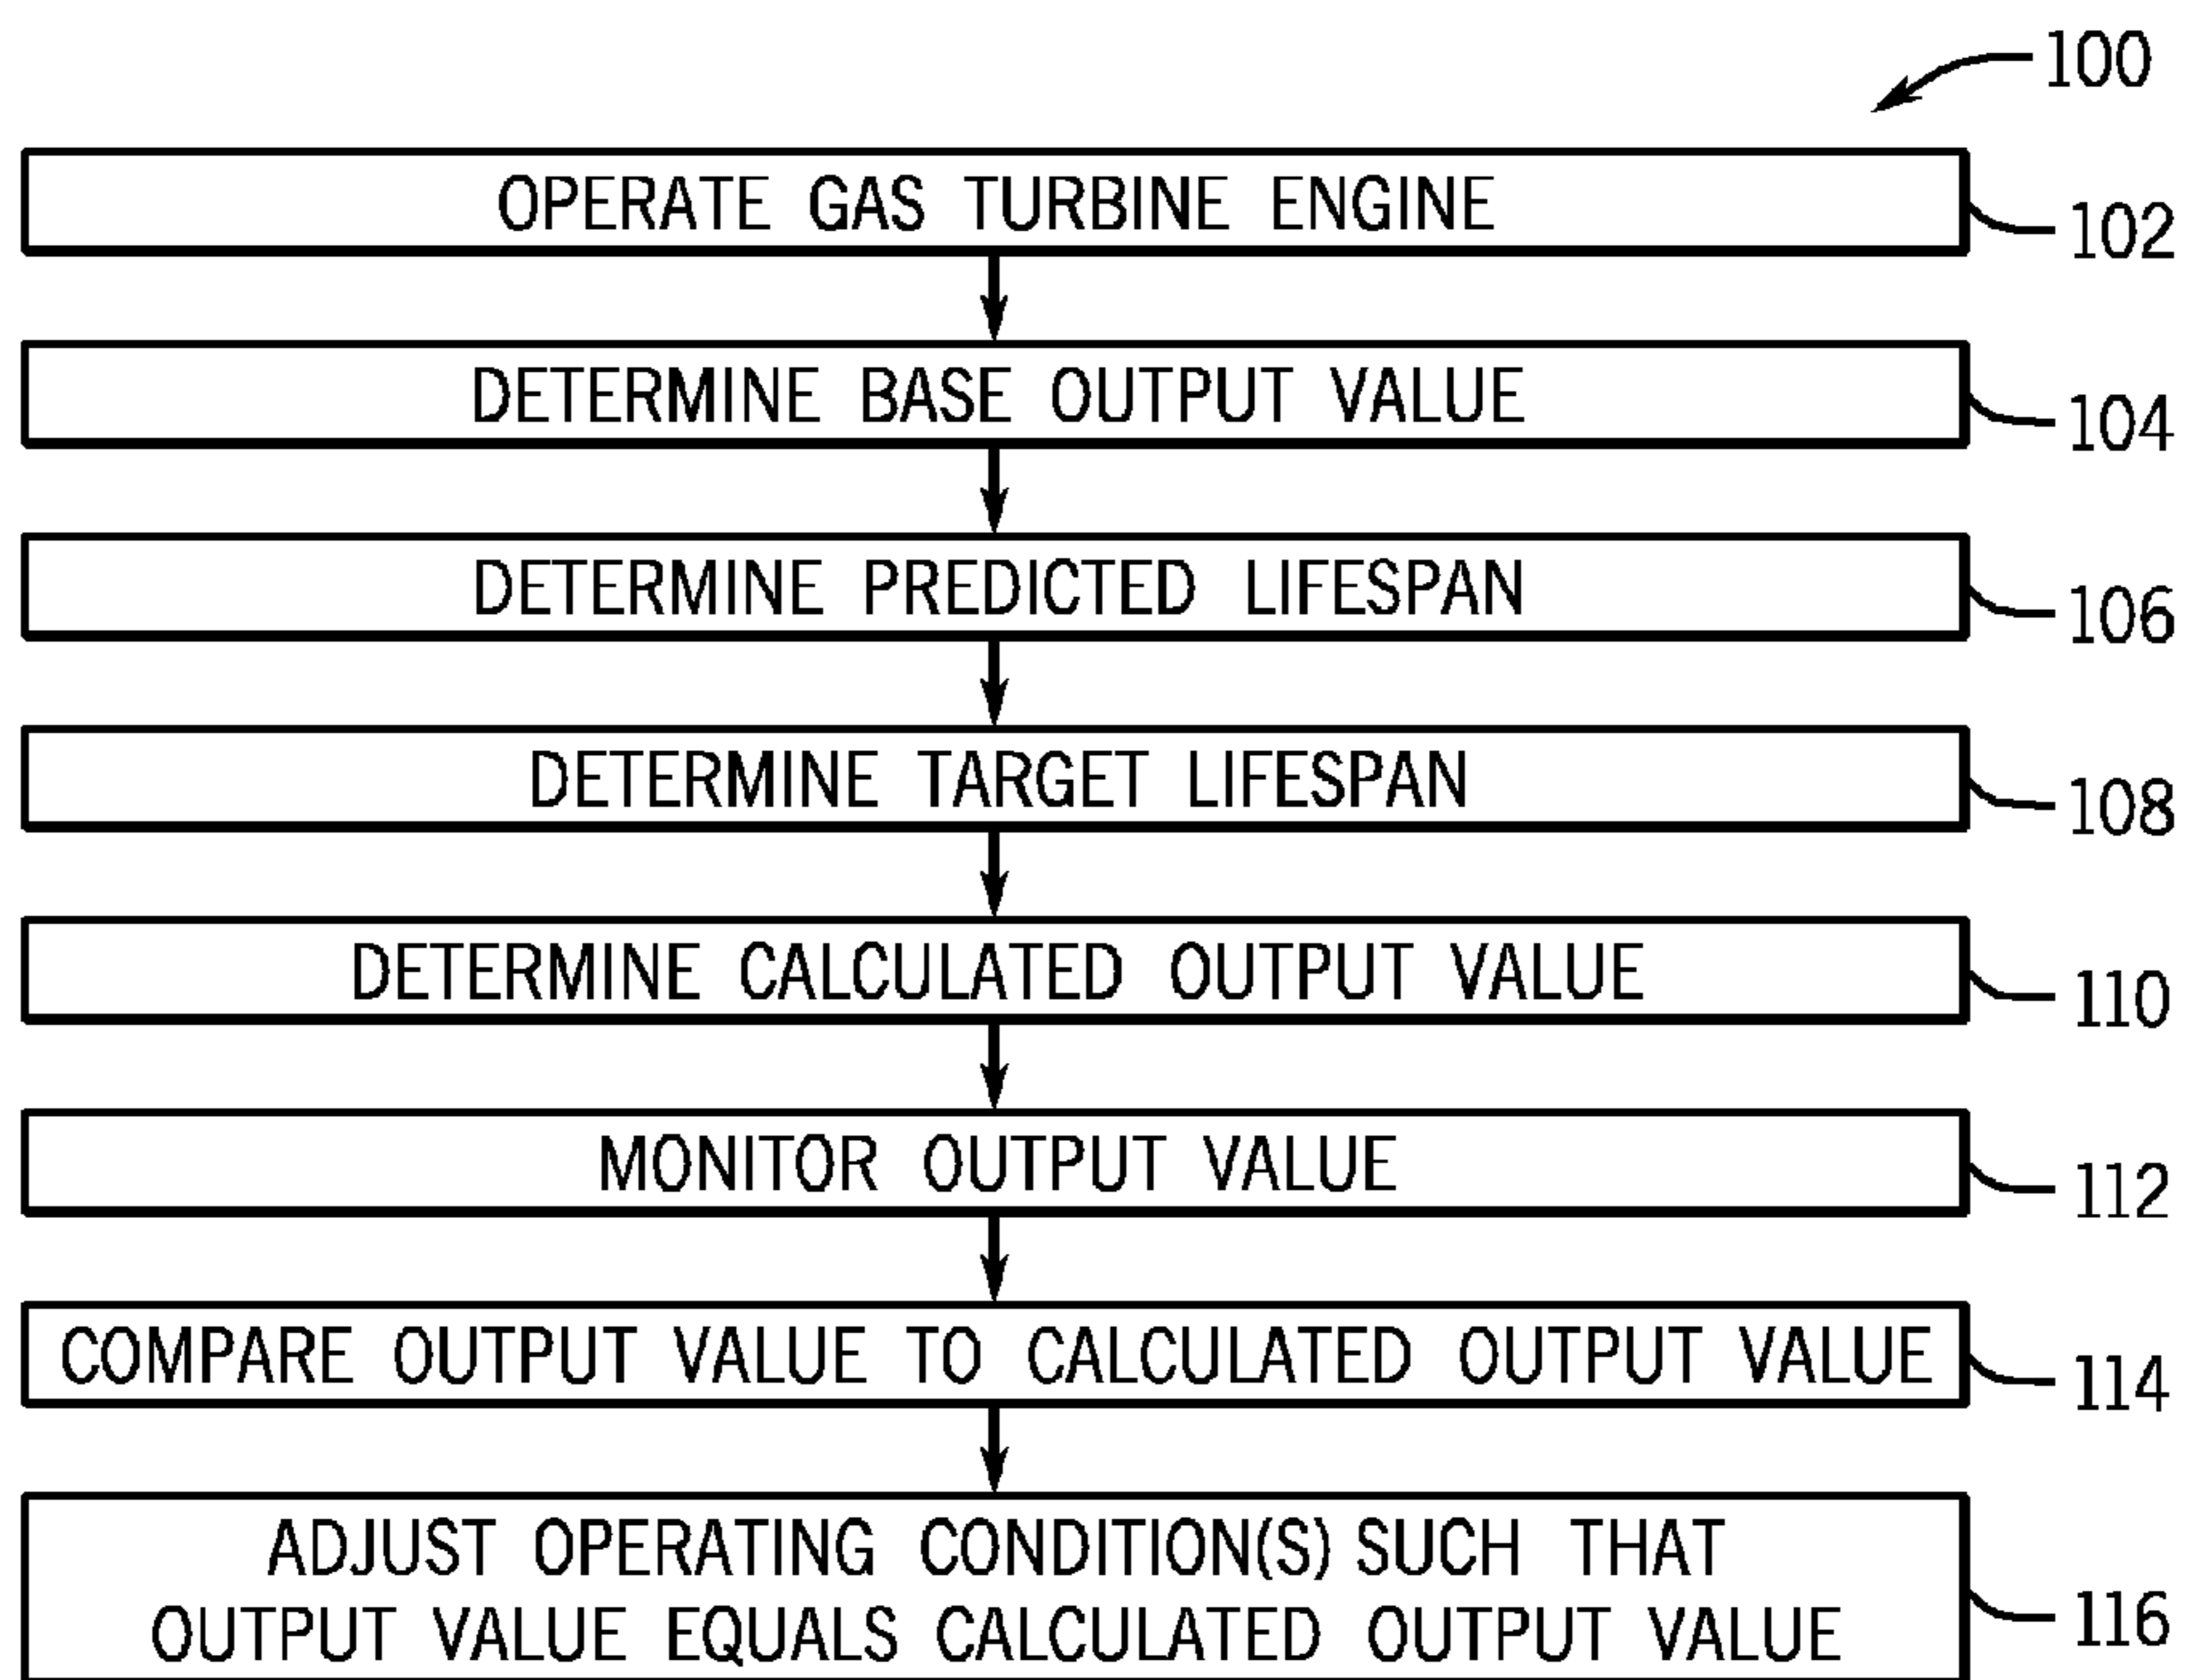 100
OPERATE GAS TURBINE ENGINE
102
DETERMINE BASE OUTPUT VALUE
104
DETERMINE PREDICTED LIFESPAN
106
DETERMINE TARGET LIFESPAN
108
DETERMINE CALCULATED OUTPUT VALUE
110
MONITOR OUTPUT VALUE
112
COMPARE OUTPUT VALUE TO CALCULATED OUTPUT VALUE
114
ADJUST OPERATING CONDITION(S) SUCH THAT
OUTPUT VALUE EQUALS CALCULATED OUTPUT VALUE
116